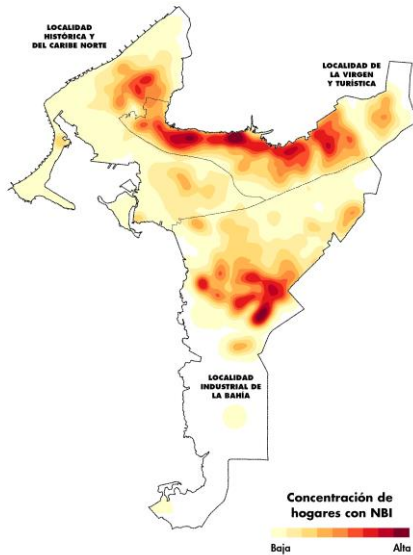 LOCALIDAD
HISTÓRICA Y
DEL CARIBE NORTE
LOCALIDAD DE
LA VIRGEN
Y TURÍSTICA
LOCALIDAD
INDUSTRIAL DE
LA BAHÍA
Concentración de
hogares con NBI
Baja Alta